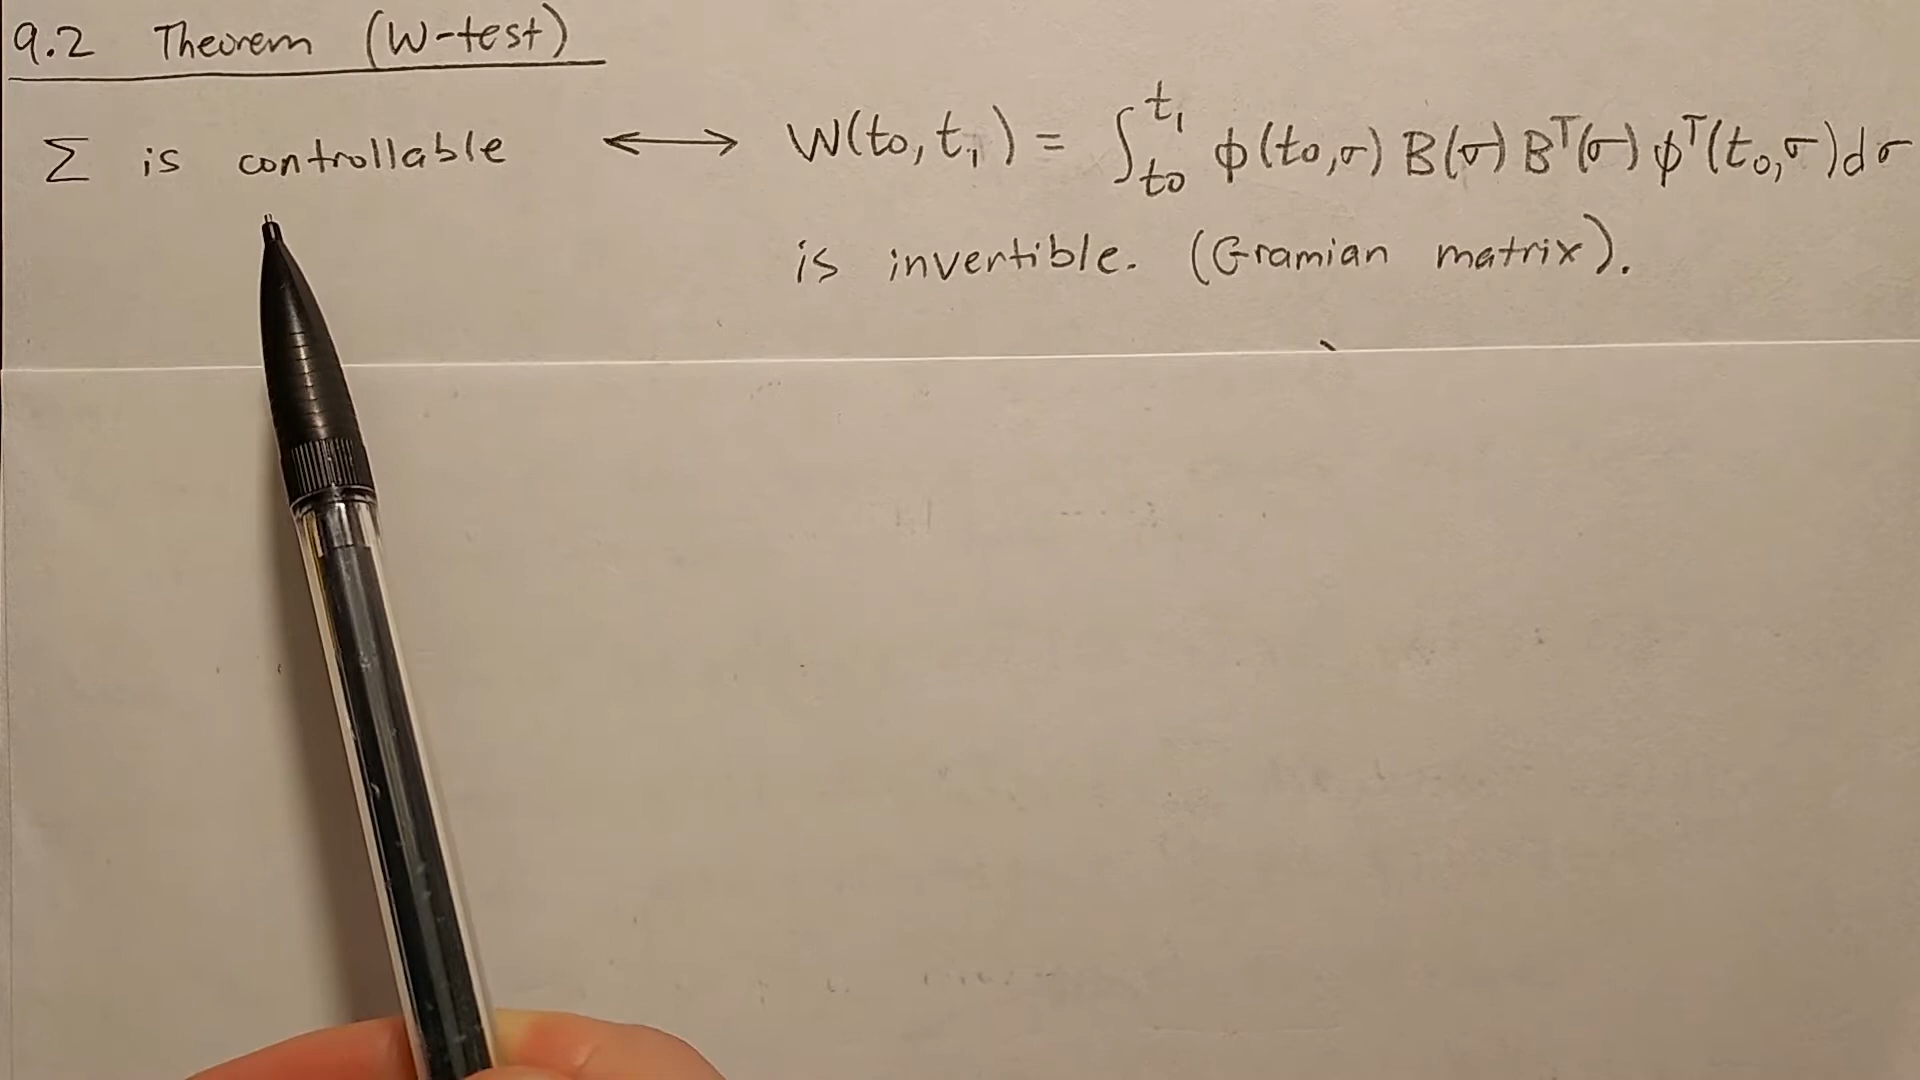 9.2 Theorem (W-test)
Σ is controllable ⟷ W(t₀, t₁) = ∫_{t₀}^{t₁} ϕ(t₀,σ) B(σ) Bᵀ(σ) ϕᵀ(t₀,σ)dσ
is invertible. (Gramian matrix).